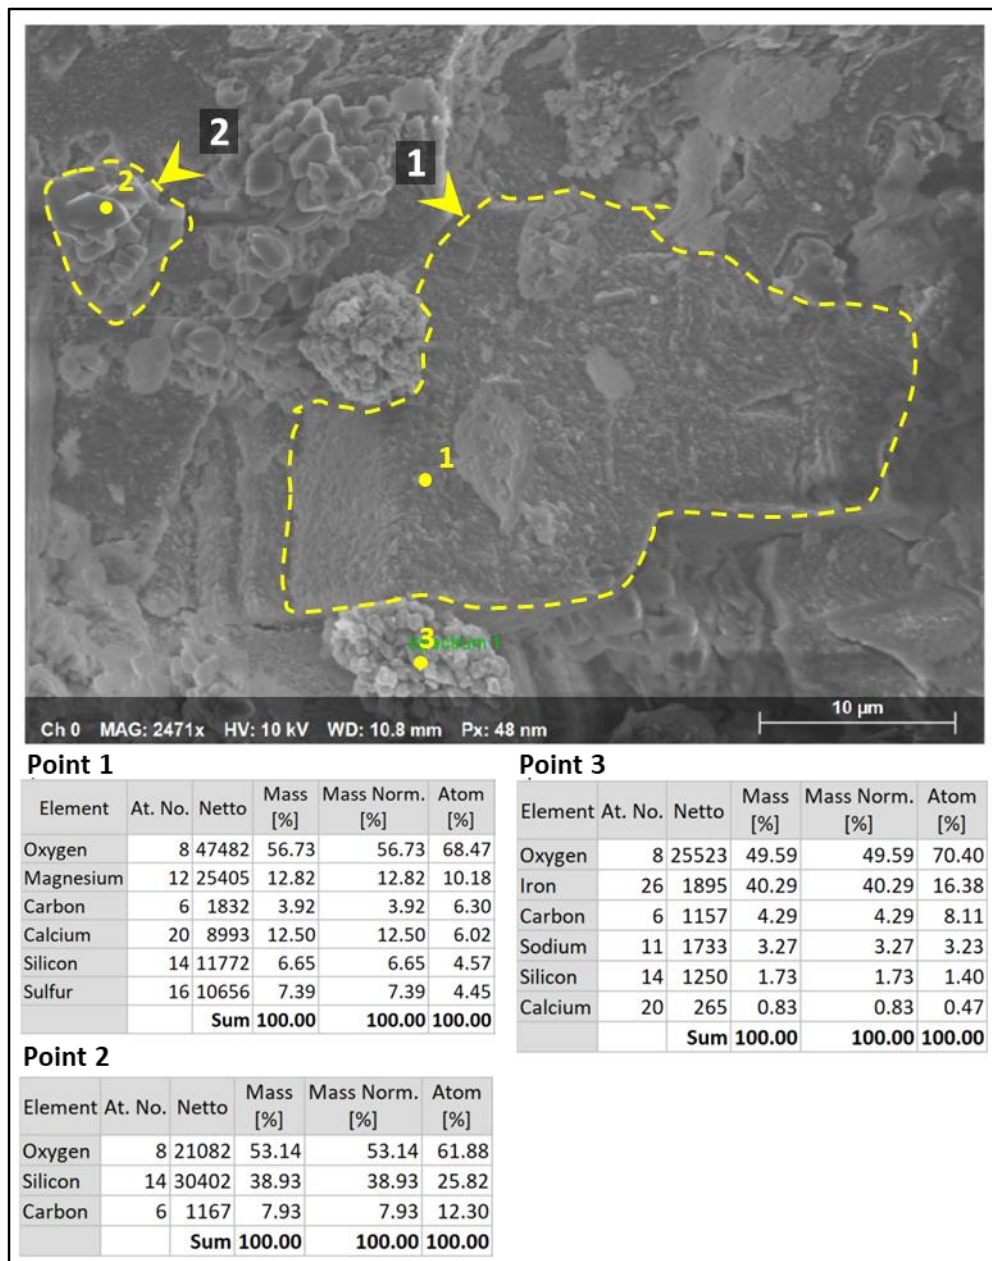 2
1
2
1
3
Ch 0 MAG: 2471x HV: 10 kV WD: 10.8 mm Px: 48 nm
10 µm
Point 1
Element At. No. Netto Mass [%] Mass Norm. [%] Atom [%]
Oxygen 8 47482 56.73 56.73 68.47
Magnesium 12 25405 12.82 12.82 10.18
Carbon 6 1832 3.92 3.92 6.30
Calcium 20 8993 12.50 12.50 6.02
Silicon 14 11772 6.65 6.65 4.57
Sulfur 16 10656 7.39 7.39 4.45
Sum 100.00 100.00 100.00
Point 3
Element At. No. Netto Mass [%] Mass Norm. [%] Atom [%]
Oxygen 8 25523 49.59 49.59 70.40
Iron 26 1895 40.29 40.29 16.38
Carbon 6 1157 4.29 4.29 8.11
Sodium 11 1733 3.27 3.27 3.23
Silicon 14 1250 1.73 1.73 1.40
Calcium 20 265 0.83 0.83 0.47
Sum 100.00 100.00 100.00
Point 2
Element At. No. Netto Mass [%] Mass Norm. [%] Atom [%]
Oxygen 8 21082 53.14 53.14 61.88
Silicon 14 30402 38.93 38.93 25.82
Carbon 6 1167 7.93 7.93 12.30
Sum 100.00 100.00 100.00